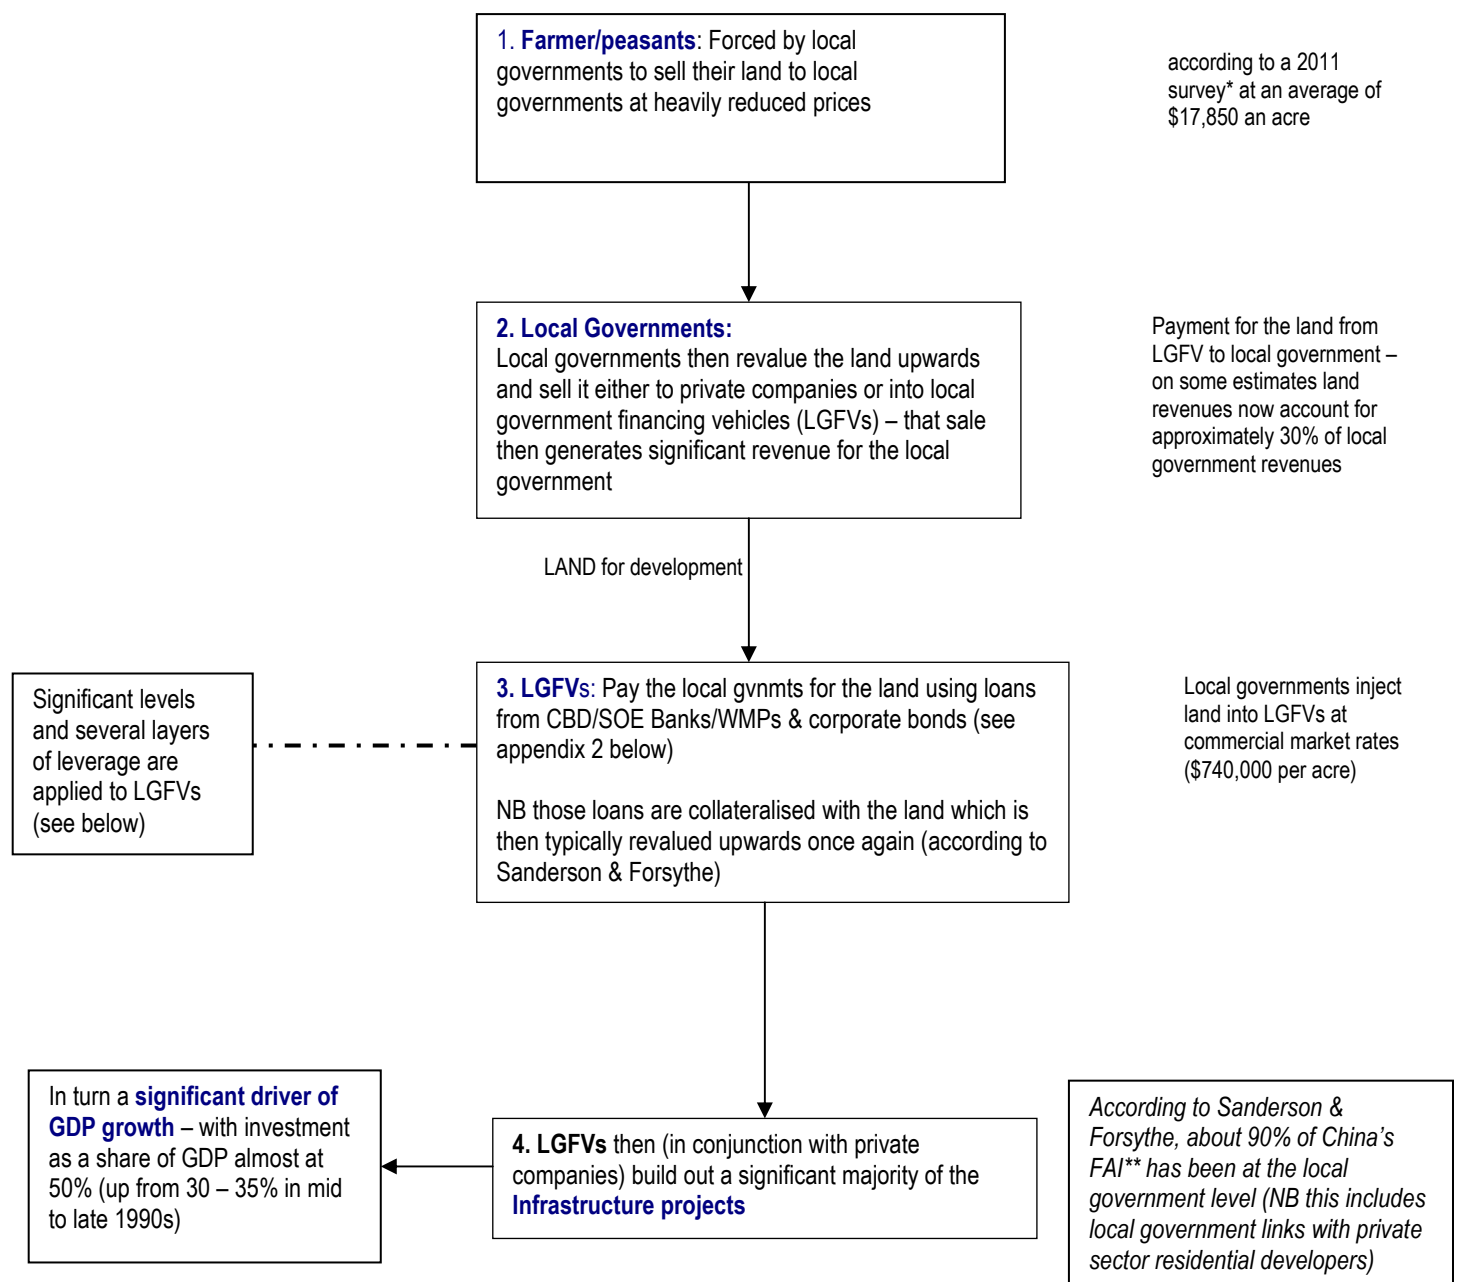 1. Farmer/peasants: Forced by local
governments to sell their land to local
governments at heavily reduced prices
according to a 2011
survey* at an average of
$17,850 an acre
2. Local Governments:
Local governments then revalue the land upwards
and sell it either to private companies or into local
government financing vehicles (LGFVs) – that sale
then generates significant revenue for the local
government
Payment for the land from
LGFV to local government –
on some estimates land
revenues now account for
approximately 30% of local
government revenues
LAND for development
Significant levels
and several layers
of leverage are
applied to LGFVs
(see below)
3. LGFVs: Pay the local gvnmts for the land using loans
from CBD/SOE Banks/WMPs & corporate bonds (see
appendix 2 below)
NB those loans are collateralised with the land which is
then typically revalued upwards once again (according to
Sanderson & Forsythe)
Local governments inject
land into LGFVs at
commercial market rates
($740,000 per acre)
In turn a significant driver of
GDP growth – with investment
as a share of GDP almost at
50% (up from 30 – 35% in mid
to late 1990s)
4. LGFVs then (in conjunction with private
companies) build out a significant majority of the
Infrastructure projects
According to Sanderson &
Forsythe, about 90% of China's
FAI** has been at the local
government level (NB this includes
local government links with private
sector residential developers)